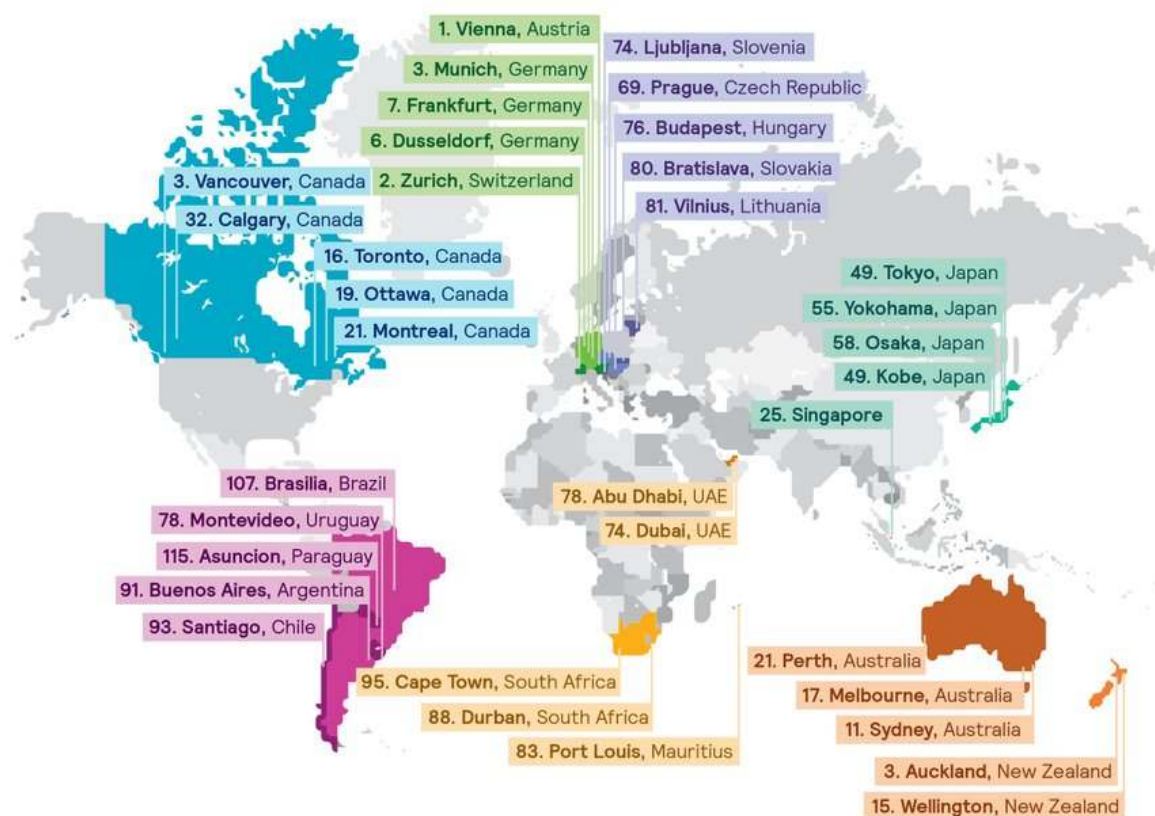 1. Vienna, Austria
3. Munich, Germany
7. Frankfurt, Germany
6. Dusseldorf, Germany
2. Zurich, Switzerland
74. Ljubljana, Slovenia
69. Prague, Czech Republic
76. Budapest, Hungary
80. Bratislava, Slovakia
81. Vilnius, Lithuania
3. Vancouver, Canada
32. Calgary, Canada
16. Toronto, Canada
19. Ottawa, Canada
21. Montreal, Canada
49. Tokyo, Japan
55. Yokohama, Japan
58. Osaka, Japan
49. Kobe, Japan
25. Singapore
107. Brasilia, Brazil
78. Montevideo, Uruguay
115. Asuncion, Paraguay
91. Buenos Aires, Argentina
93. Santiago, Chile
78. Abu Dhabi, UAE
74. Dubai, UAE
95. Cape Town, South Africa
88. Durban, South Africa
83. Port Louis, Mauritius
21. Perth, Australia
17. Melbourne, Australia
11. Sydney, Australia
3. Auckland, New Zealand
15. Wellington, New Zealand